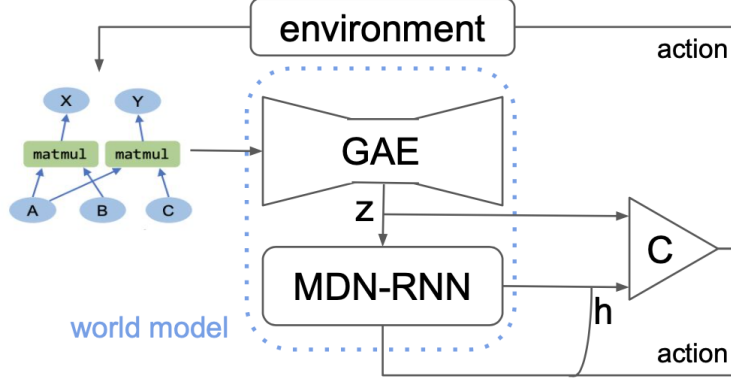 environment
action
X
Y
matmul
matmul
GAE
A
B
C
z
C
MDN-RNN
h
world model
action